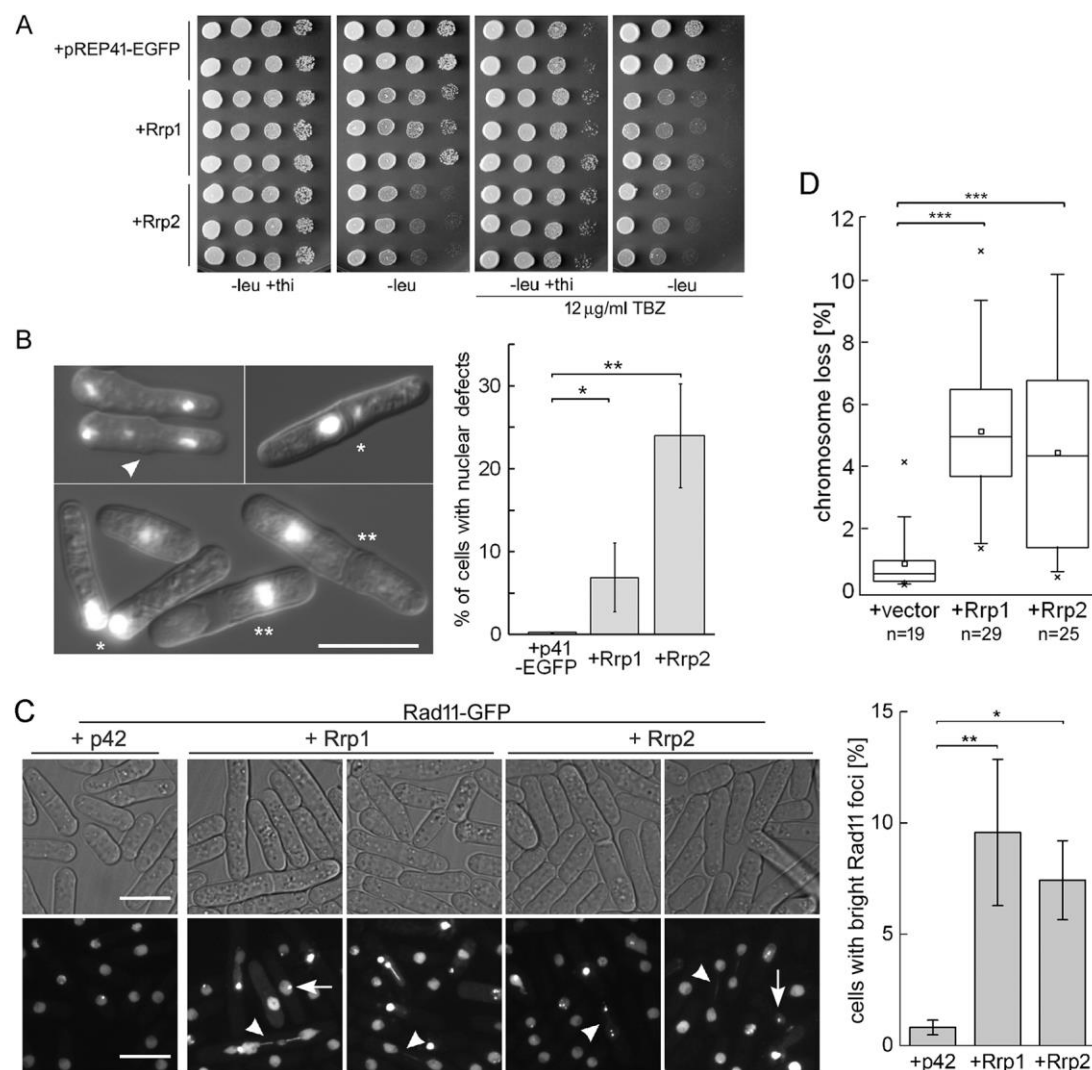 A
+pREP41-EGFP
+Rrp1
+Rrp2
-leu +thi
-leu
-leu +thi
-leu
12 µg/ml TBZ
B
*
**
*
**
% of cells with nuclear defects
30
20
10
0
*
**
+p41
-EGFP
+Rrp1
+Rrp2
C
Rad11-GFP
+ p42
+ Rrp1
+ Rrp2
cells with bright Rad11 foci [%]
15
10
5
0
**
*
+p42
+Rrp1
+Rrp2
D
chromosome loss [%]
12
10
8
6
4
2
0
***
***
+vector
+Rrp1
+Rrp2
n=19
n=29
n=25